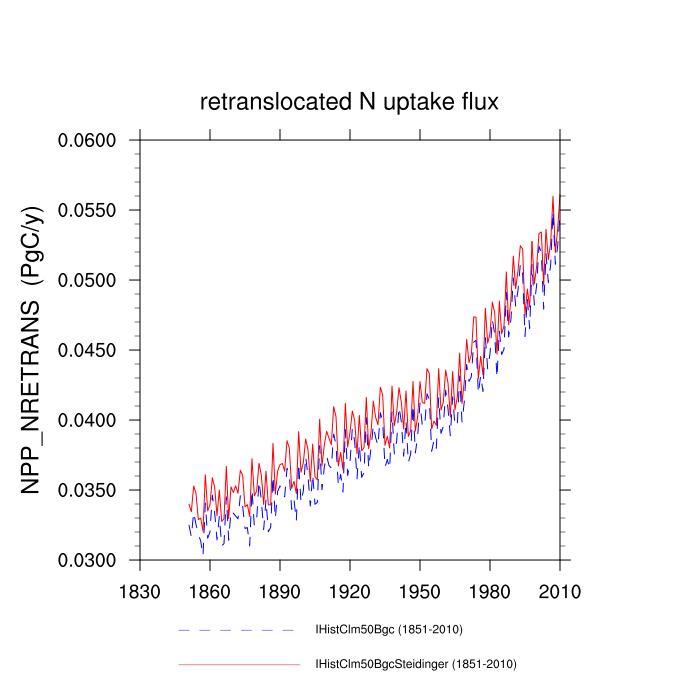 retranslocated N uptake flux
NPP_NRETRANS (PgC/y)
0.0600
0.0550
0.0500
0.0450
0.0400
0.0350
0.0300
1830 1860 1890 1920 1950 1980 2010
IHistClm50Bgc (1851-2010)
IHistClm50BgcSteidinger (1851-2010)